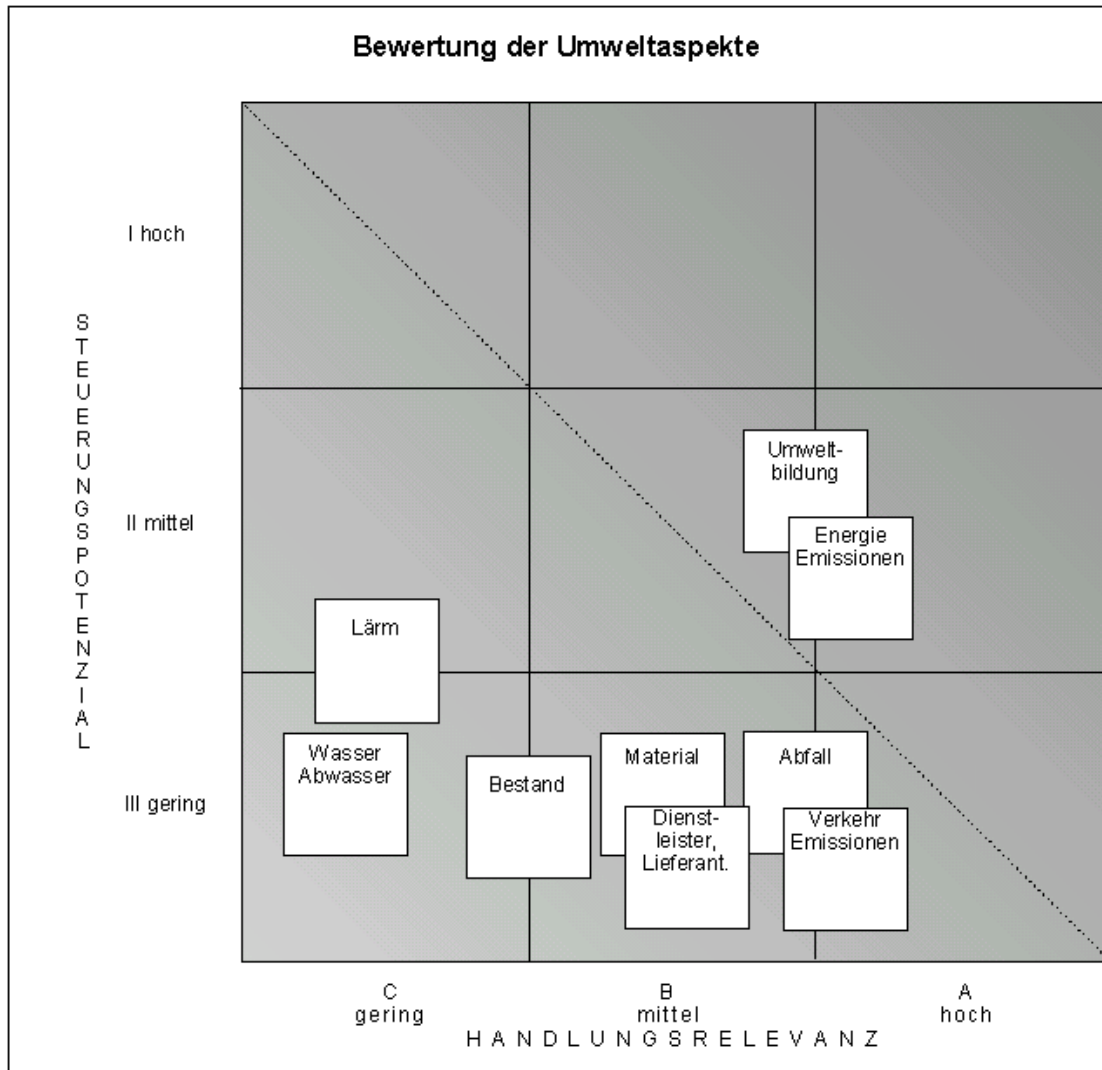 Bewertung der Umweltaspekte
I hoch
STEUERUNGSPOTENZIAL
II mittel
III gering
Umwelt-
bildung
Energie
Emissionen
Lärm
Wasser
Abwasser
Bestand
Material
Dienst-
leister,
Lieferant.
Abfall
Verkehr
Emissionen
C
gering
B
mittel
A
hoch
HANDLUNGSRELEVANZ